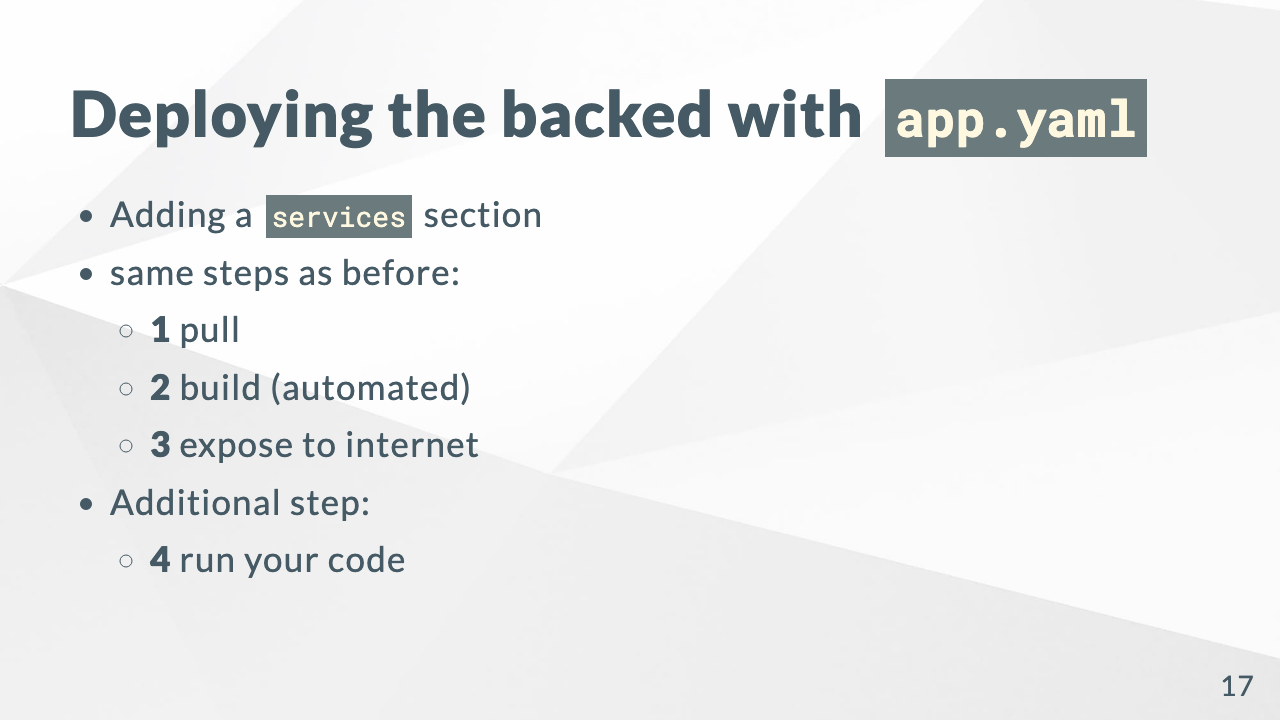 Deploying the backed with app.yaml
• Adding a services section
• same steps as before:
○ 1 pull
○ 2 build (automated)
○ 3 expose to internet
• Additional step:
○ 4 run your code
17